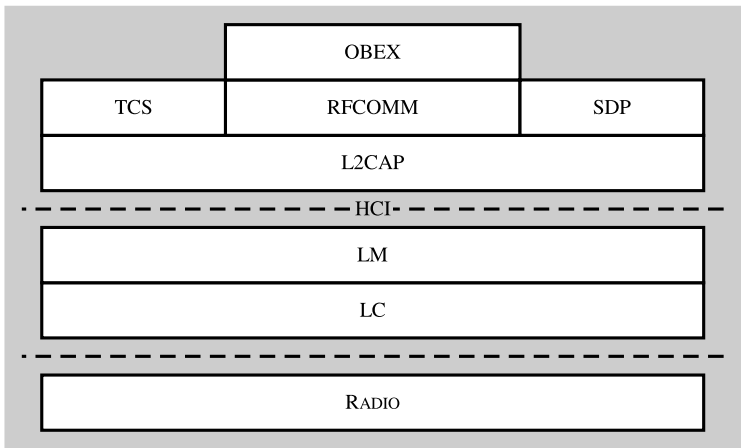 OBEX
TCS RFCOMM SDP
L2CAP
HCI
LM
LC
RADIO